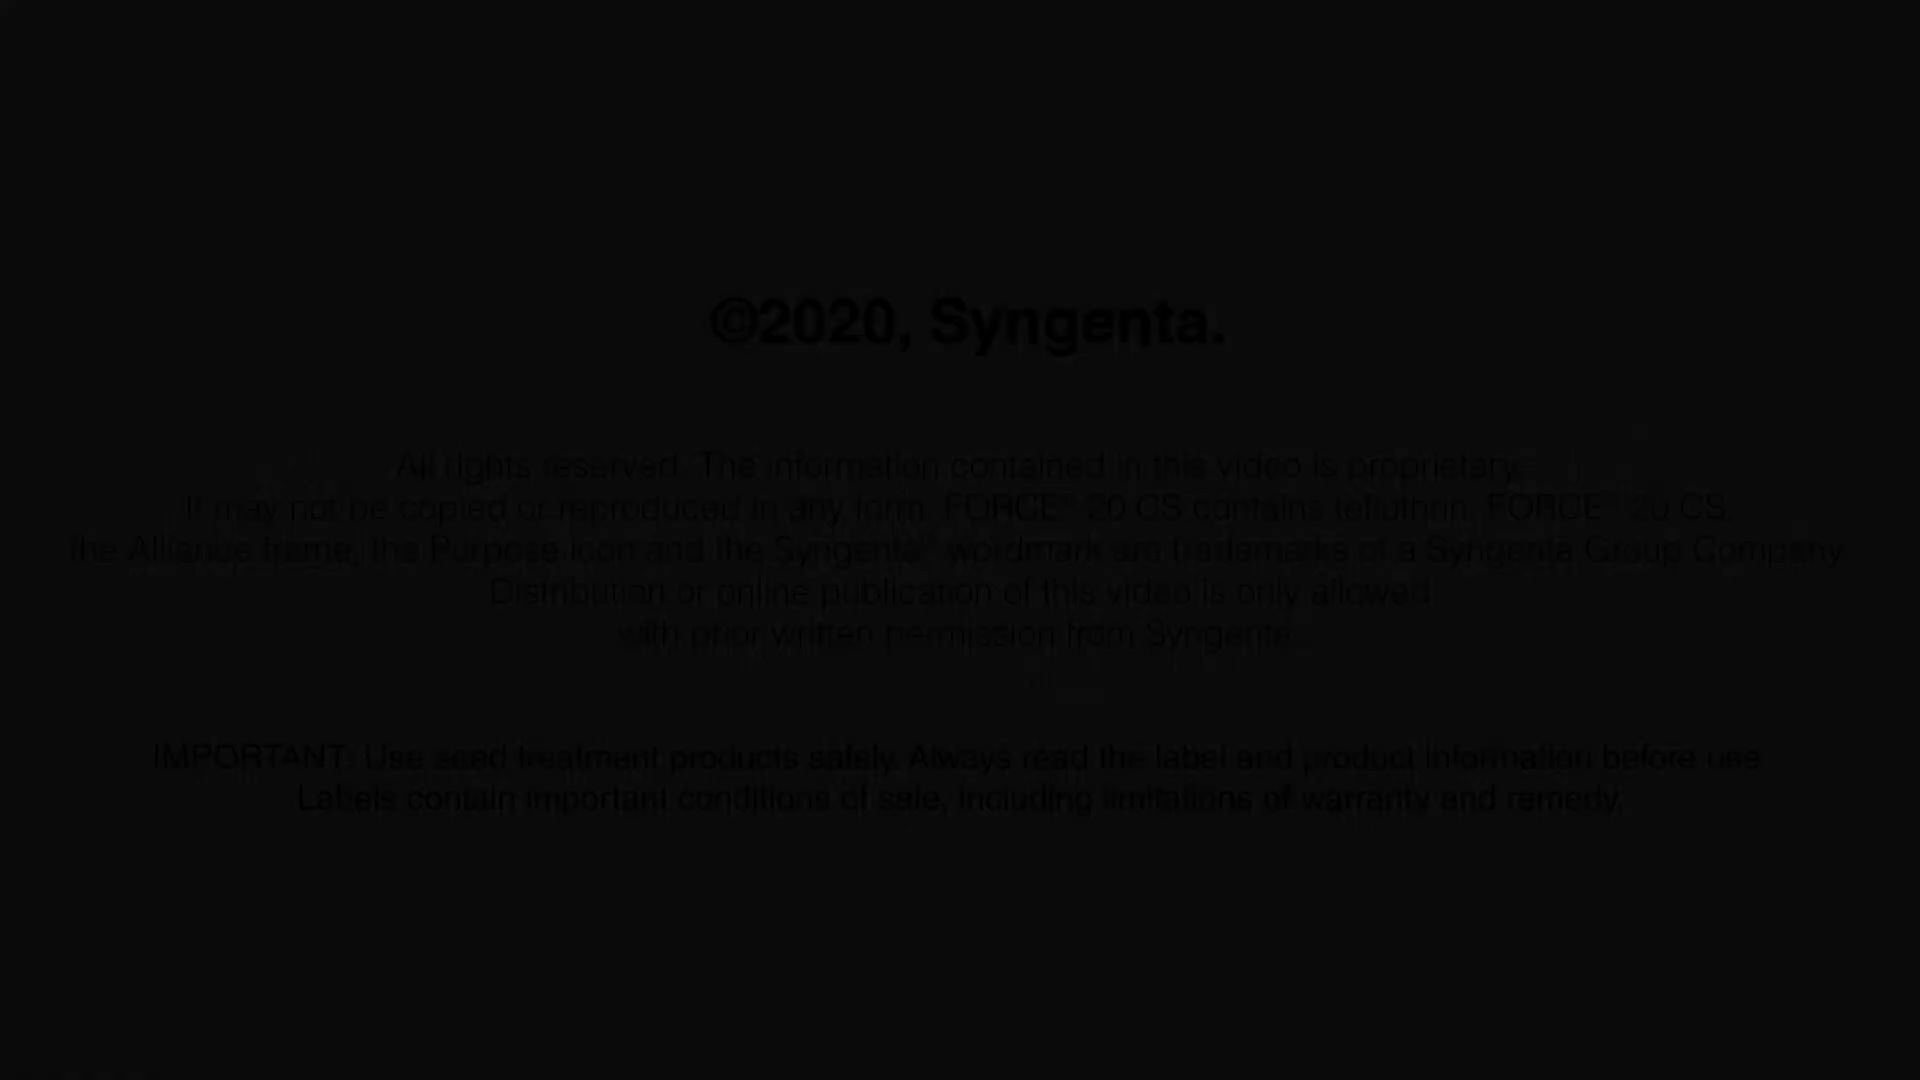 ©2020, Syngenta.
All rights reserved. The information contained in this video is proprietary.
It may not be copied or reproduced in any form. FORCE® 20 CS contains tefluthrin. FORCE® 20 CS,
the Alliance frame, the Purpose icon and the Syngenta® wordmark are trademarks of a Syngenta Group Company
Distribution or online publication of this video is only allowed
with prior written permission from Syngenta.
IMPORTANT: Use seed treatment products safely. Always read the label and product information before use
Labels contain important conditions of sale, including limitations of warranty and remedy.